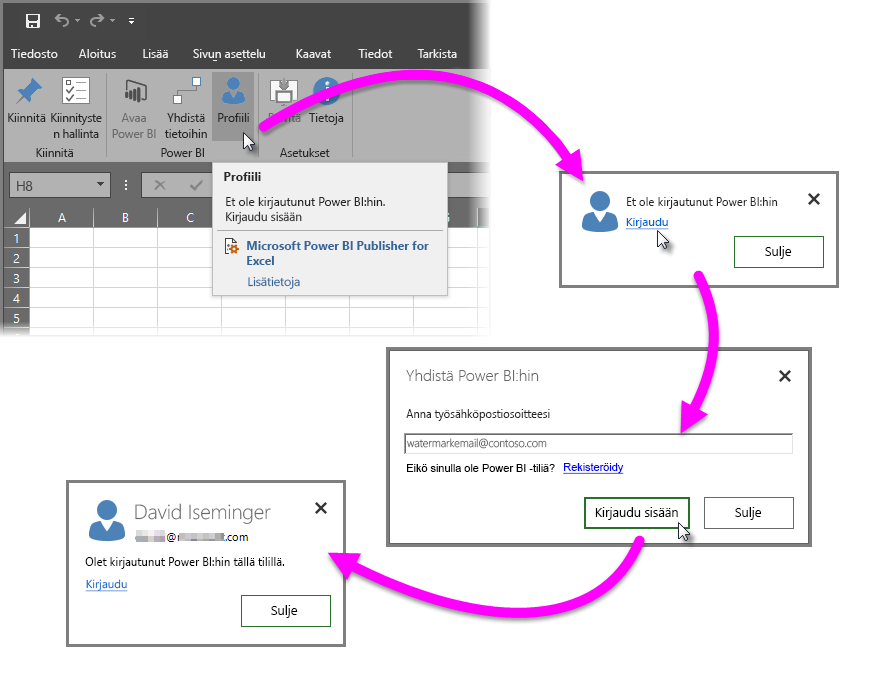 Tiedosto Aloitus Lisää Sivun asettelu Kaavat Tiedot Tarkista
Kiinnitä Kiinnityste Avaa Yhdistä Profiili Tietoja
n hallinta Power BI tietoihin
Kiinnitä Power BI Asetukset
H8
A B C
1
2
3
4
5
Profiili
Et ole kirjautunut Power BI:hin.
Kirjaudu sisään
Microsoft Power BI Publisher for
Excel
Lisätietoja
Et ole kirjautunut Power BI:hin
Kirjaudu
Sulje
Yhdistä Power BI:hin
Anna työsähköpostiosoitteesi
watermarkemail@contoso.com
Eikö sinulla ole Power BI -tiliä? Rekisteröidy
Kirjaudu sisään Sulje
David Iseminger
.com
Olet kirjautunut Power BI:hin tällä tilillä.
Kirjaudu
Sulje